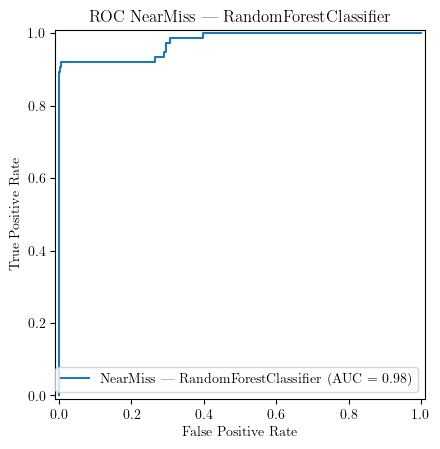 ROC NearMiss — RandomForestClassifier
1.0
0.8
0.6
0.4
0.2
0.0
True Positive Rate
NearMiss — RandomForestClassifier (AUC = 0.98)
0.0 0.2 0.4 0.6 0.8 1.0
False Positive Rate